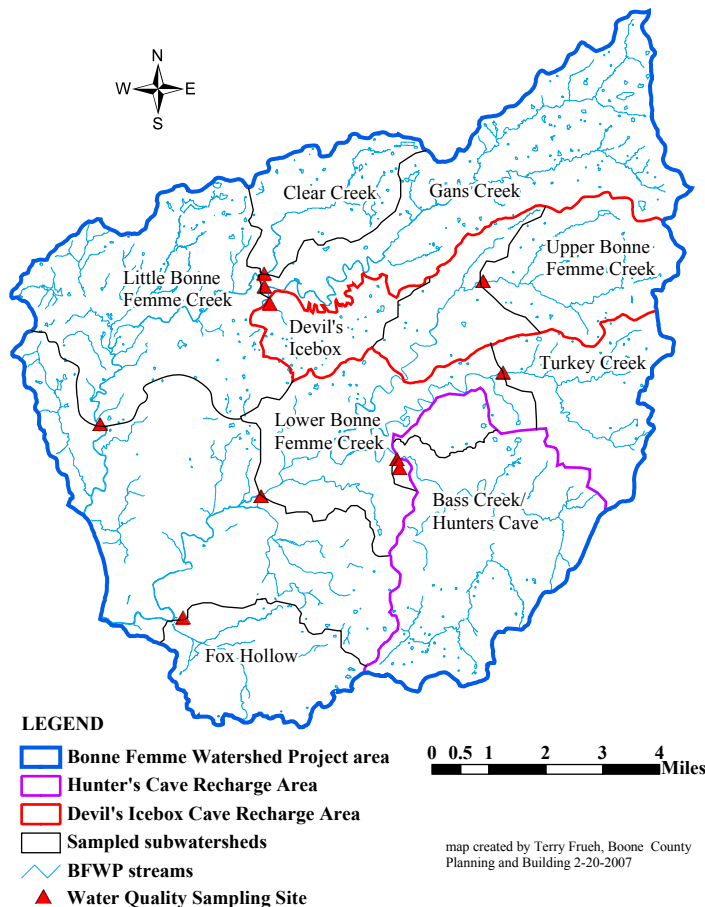 N
W E
S
Clear Creek
Gans Creek
Upper Bonne
Femme Creek
Little Bonne
Femme Creek
Devil's
Icebox
Turkey Creek
Lower Bonne
Femme Creek
Bass Creek/
Hunters Cave
Fox Hollow
LEGEND
Bonne Femme Watershed Project area
Hunter's Cave Recharge Area
Devil's Icebox Cave Recharge Area
Sampled subwatersheds
BFWP streams
Water Quality Sampling Site
0 0.5 1 2 3 4
Miles
map created by Terry Frueh, Boone County
Planning and Building 2-20-2007